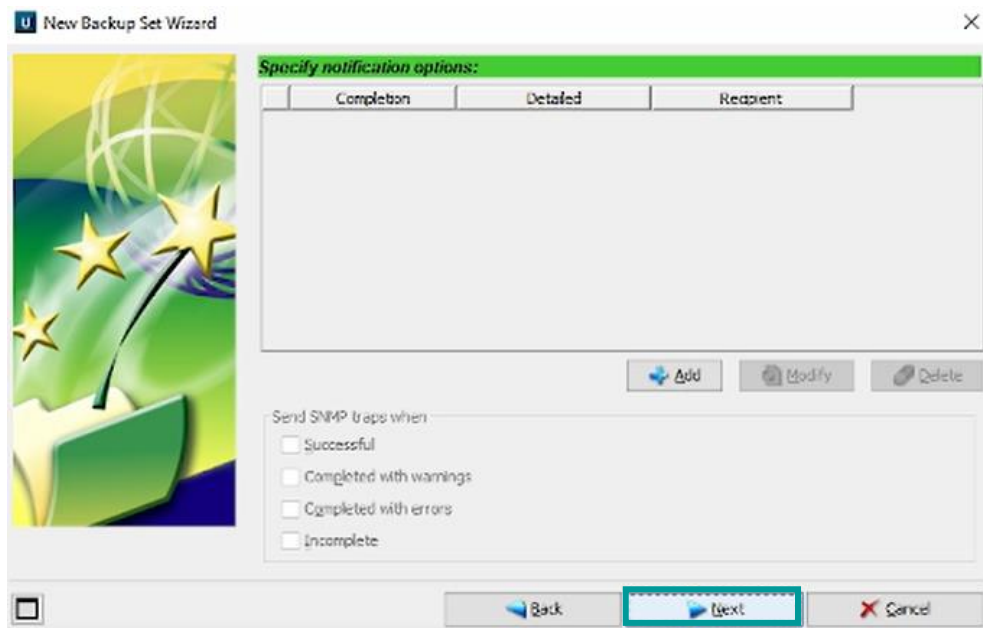 U New Backup Set Wizard
Specify notification options:
Completion Detailed Recipient
Add Modify Delete
Send SNMP traps when
Successful
Completed with warnings
Completed with errors
Incomplete
Back Next Cancel